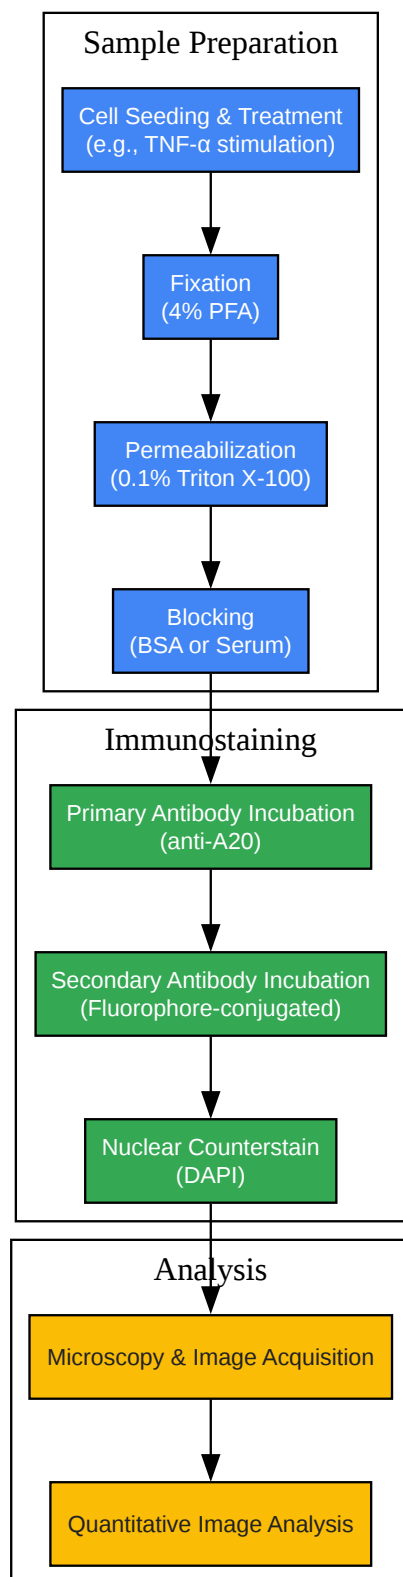 Sample Preparation
Cell Seeding & Treatment
(e.g., TNF-α stimulation)
Fixation
(4% PFA)
Permeabilization
(0.1% Triton X-100)
Blocking
(BSA or Serum)
Immunostaining
Primary Antibody Incubation
(anti-A20)
Secondary Antibody Incubation
(Fluorophore-conjugated)
Nuclear Counterstain
(DAPI)
Analysis
Microscopy & Image Acquisition
Quantitative Image Analysis